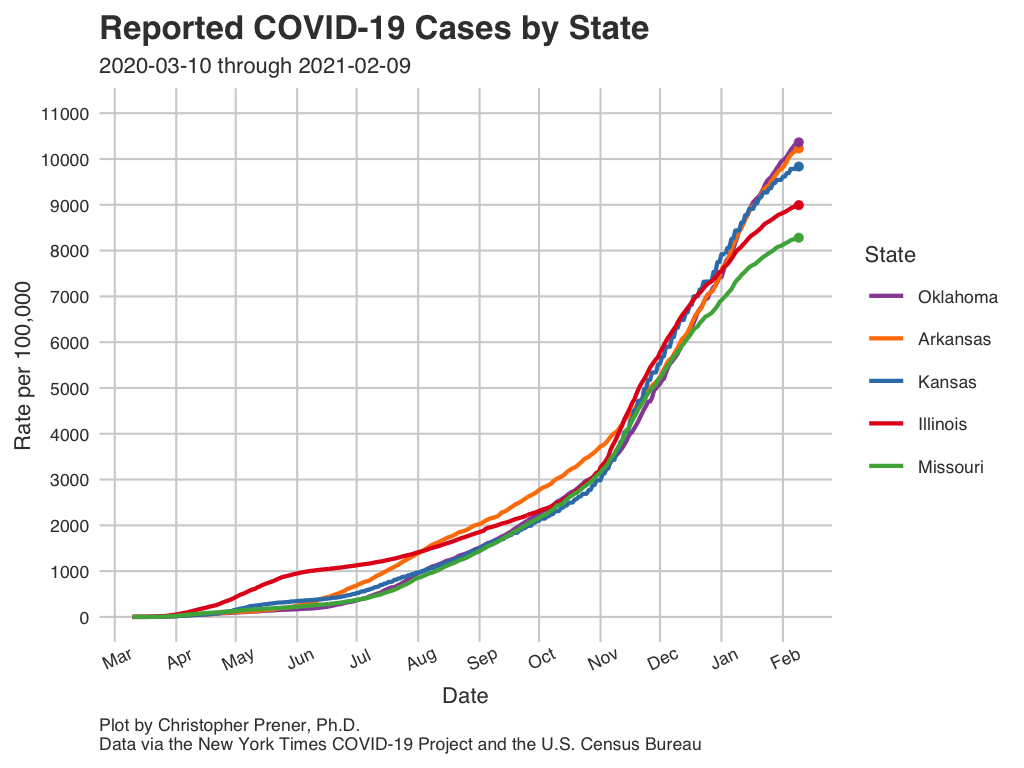 Reported COVID-19 Cases by State
2020-03-10 through 2021-02-09
11000
10000
9000
8000
7000
6000
5000
4000
3000
2000
1000
0
Rate per 100,000
Mar Apr May Jun Jul Aug Sep Oct Nov Dec Jan Feb
Date
State
Oklahoma
Arkansas
Kansas
Illinois
Missouri
Plot by Christopher Prener, Ph.D.
Data via the New York Times COVID-19 Project and the U.S. Census Bureau